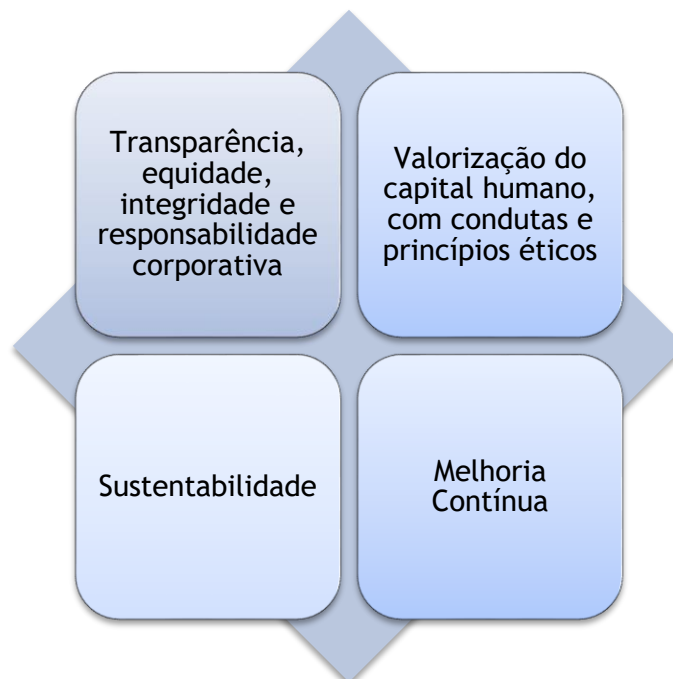 Transparência,
equidade,
integridade e
responsabilidade
corporativa
Valorização do
capital humano,
com condutas e
princípios éticos
Sustentabilidade
Melhoria
Contínua